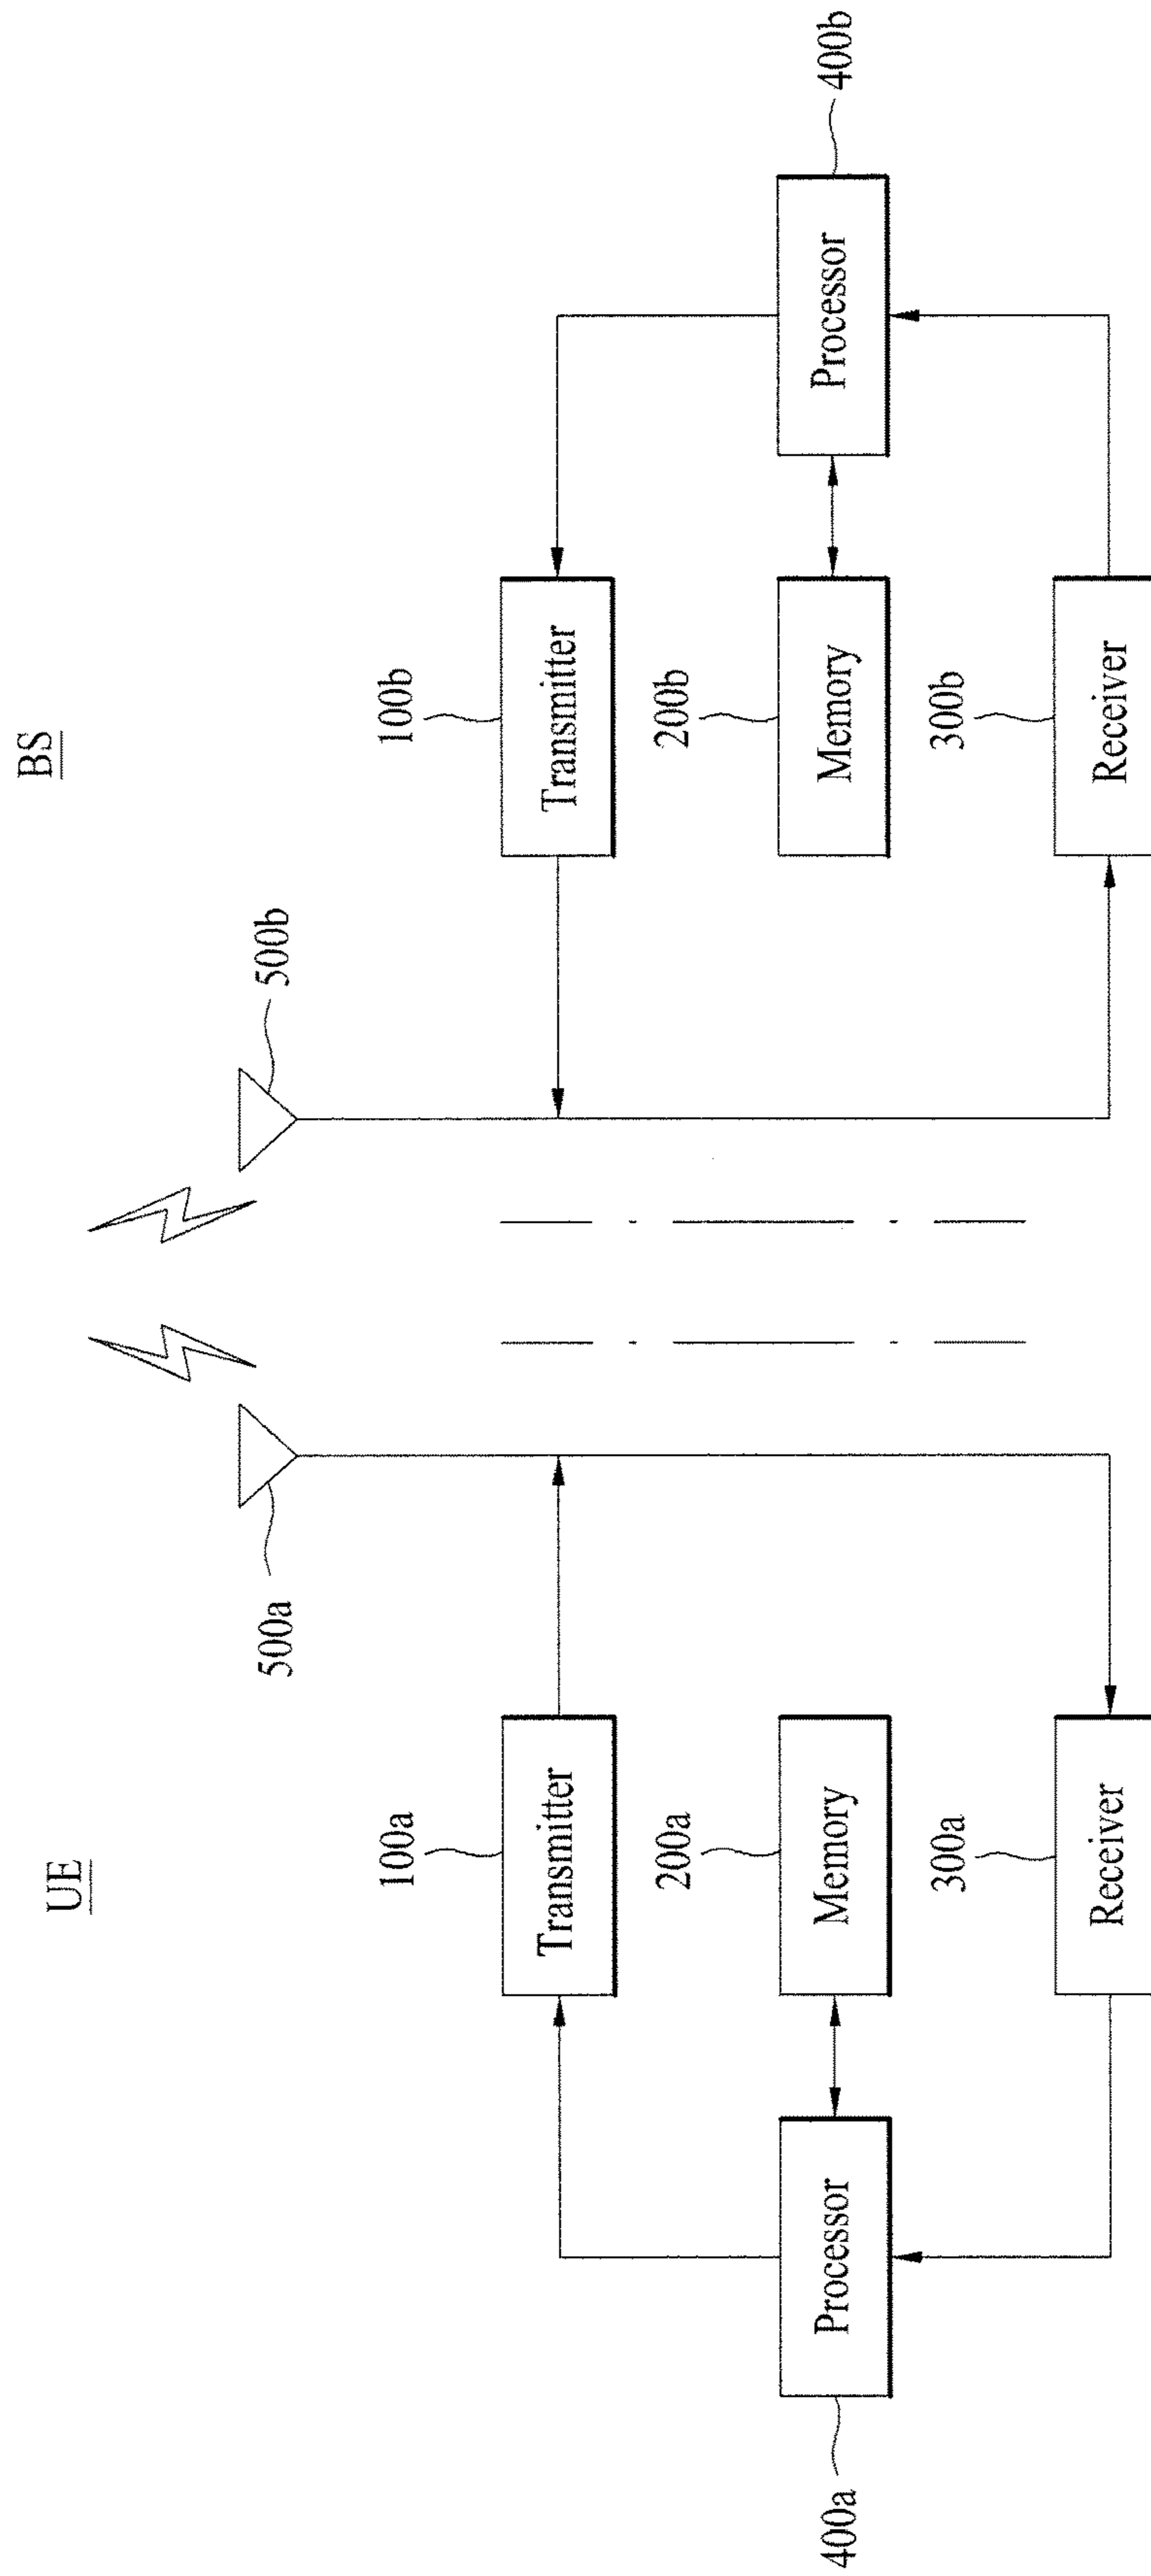 UE
BS
500a
500b
100a
Transmitter
100b
Transmitter
400a
Processor
200a
Memory
200b
Memory
Processor
400b
300a
Receiver
300b
Receiver